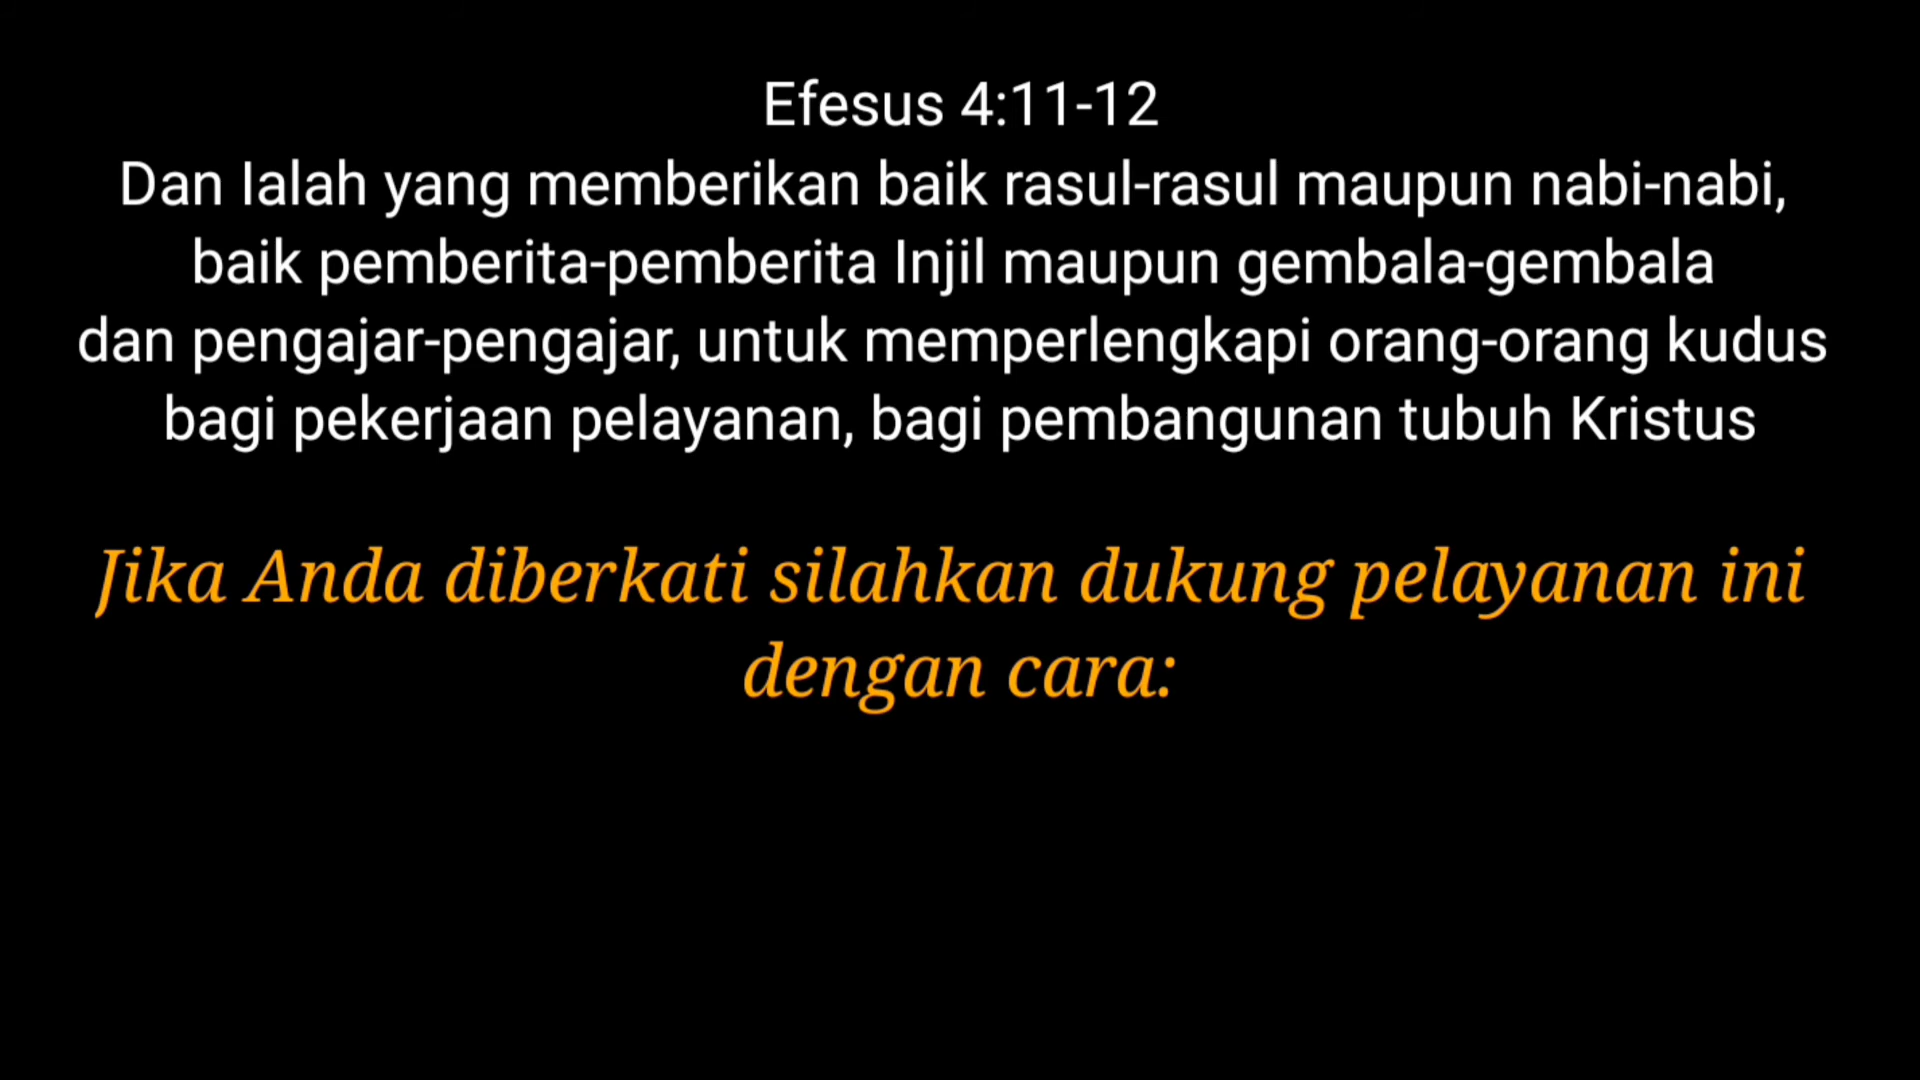 Efesus 4:11-12
Dan Ialah yang memberikan baik rasul-rasul maupun nabi-nabi,
baik pemberita-pemberita Injil maupun gembala-gembala
dan pengajar-pengajar, untuk memperlengkapi orang-orang kudus
bagi pekerjaan pelayanan, bagi pembangunan tubuh Kristus
Jika Anda diberkati silahkan dukung pelayanan ini
dengan cara: